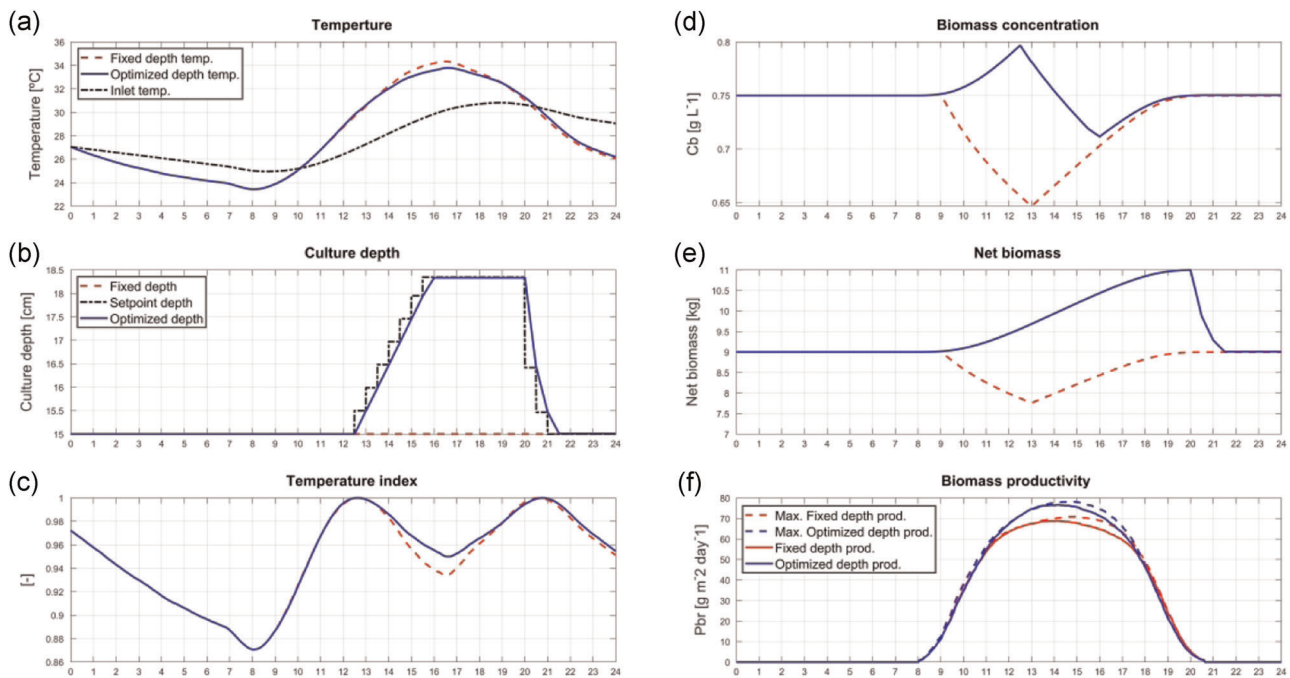 (a)
Temperture
Temperature [ºC]
36
34
32
30
28
26
24
22
Fixed depth temp.
Optimized depth temp.
Inlet temp.
0 1 2 3 4 5 6 7 8 9 10 11 12 13 14 15 16 17 18 19 20 21 22 23 24
(b)
Culture depth
Culture depth [cm]
18.5
18
17.5
17
16.5
16
15.5
15
Fixed depth
Setpoint depth
Optimized depth
0 1 2 3 4 5 6 7 8 9 10 11 12 13 14 15 16 17 18 19 20 21 22 23 24
(c)
Temperature index
[-]
1
0.98
0.96
0.94
0.92
0.9
0.88
0.86
0 1 2 3 4 5 6 7 8 9 10 11 12 13 14 15 16 17 18 19 20 21 22 23 24
(d)
Biomass concentration
Cb [g L⁻1]
0.8
0.75
0.7
0.65
0 1 2 3 4 5 6 7 8 9 10 11 12 13 14 15 16 17 18 19 20 21 22 23 24
(e)
Net biomass
Net biomass [kg]
11
10.5
10
9.5
9
8.5
8
7.5
7
0 1 2 3 4 5 6 7 8 9 10 11 12 13 14 15 16 17 18 19 20 21 22 23 24
(f)
Biomass productivity
Pbr [g m⁻2 day⁻1]
80
70
60
50
40
30
20
10
0
Max. Fixed depth prod.
Max. Optimized depth prod.
Fixed depth prod.
Optimized depth prod.
0 1 2 3 4 5 6 7 8 9 10 11 12 13 14 15 16 17 18 19 20 21 22 23 24